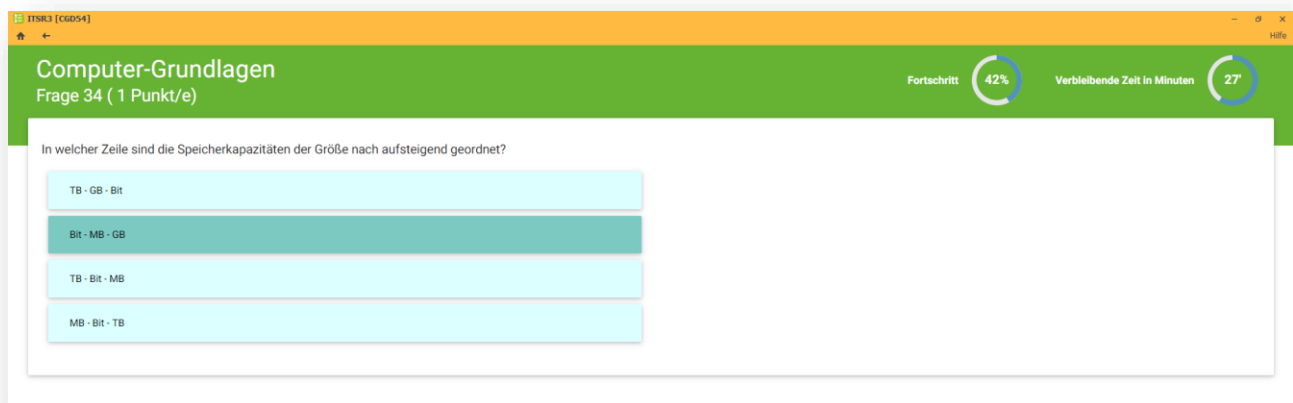 ITSR3 [CGD54]
Hilfe
Computer-Grundlagen
Frage 34 ( 1 Punkt/e)
Fortschritt 42% Verbleibende Zeit in Minuten 27'
In welcher Zeile sind die Speicherkapazitäten der Größe nach aufsteigend geordnet?
TB - GB - Bit
Bit - MB - GB
TB - Bit - MB
MB - Bit - TB